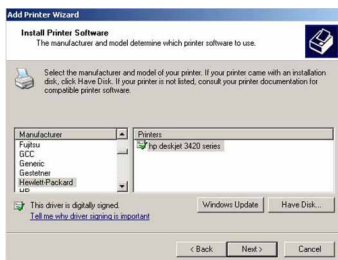 Add Printer Wizard
Install Printer Software
The manufacturer and model determine which printer software to use.
Select the manufacturer and model of your printer. If your printer came with an installation
disk, click Have Disk. If your printer is not listed, consult your printer documentation for
compatible printer software.
Manufacturer
Fujitsu
GCC
Generic
Gestetner
Hewlett-Packard
HP
Printers
hp deskjet 3420 series
This driver is digitally signed.
Tell me why driver signing is important
Windows Update
Have Disk...
< Back
Next >
Cancel